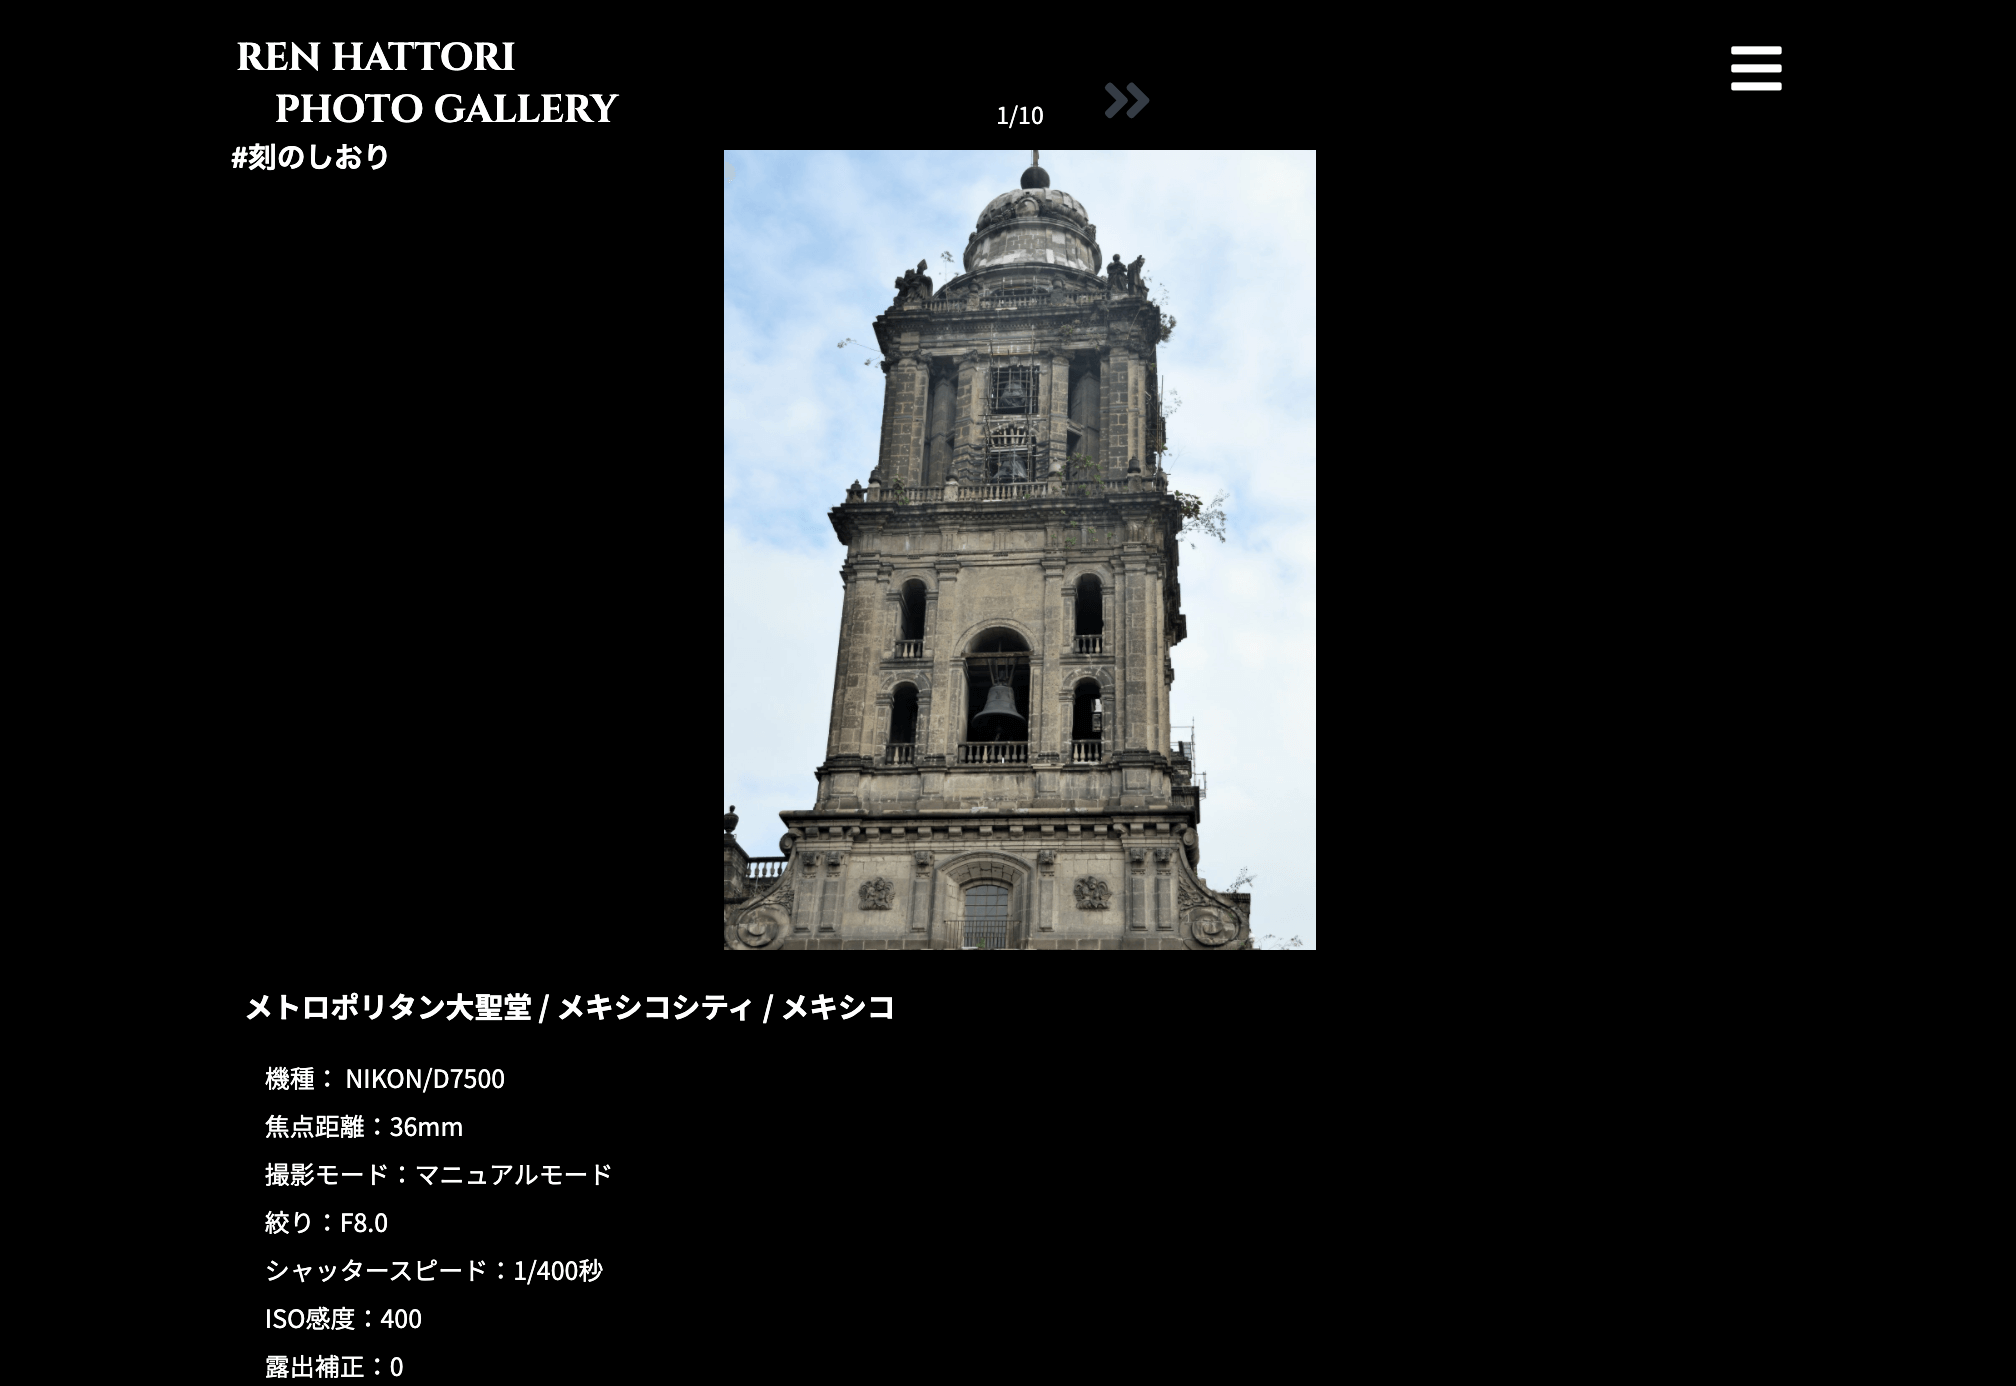 REN HATTORI
PHOTO GALLERY
#刻のしおり
1/10
メトロポリタン大聖堂 / メキシコシティ / メキシコ
機種： NIKON/D7500
焦点距離：36mm
撮影モード：マニュアルモード
絞り：F8.0
シャッタースピード：1/400秒
ISO感度：400
露出補正：0